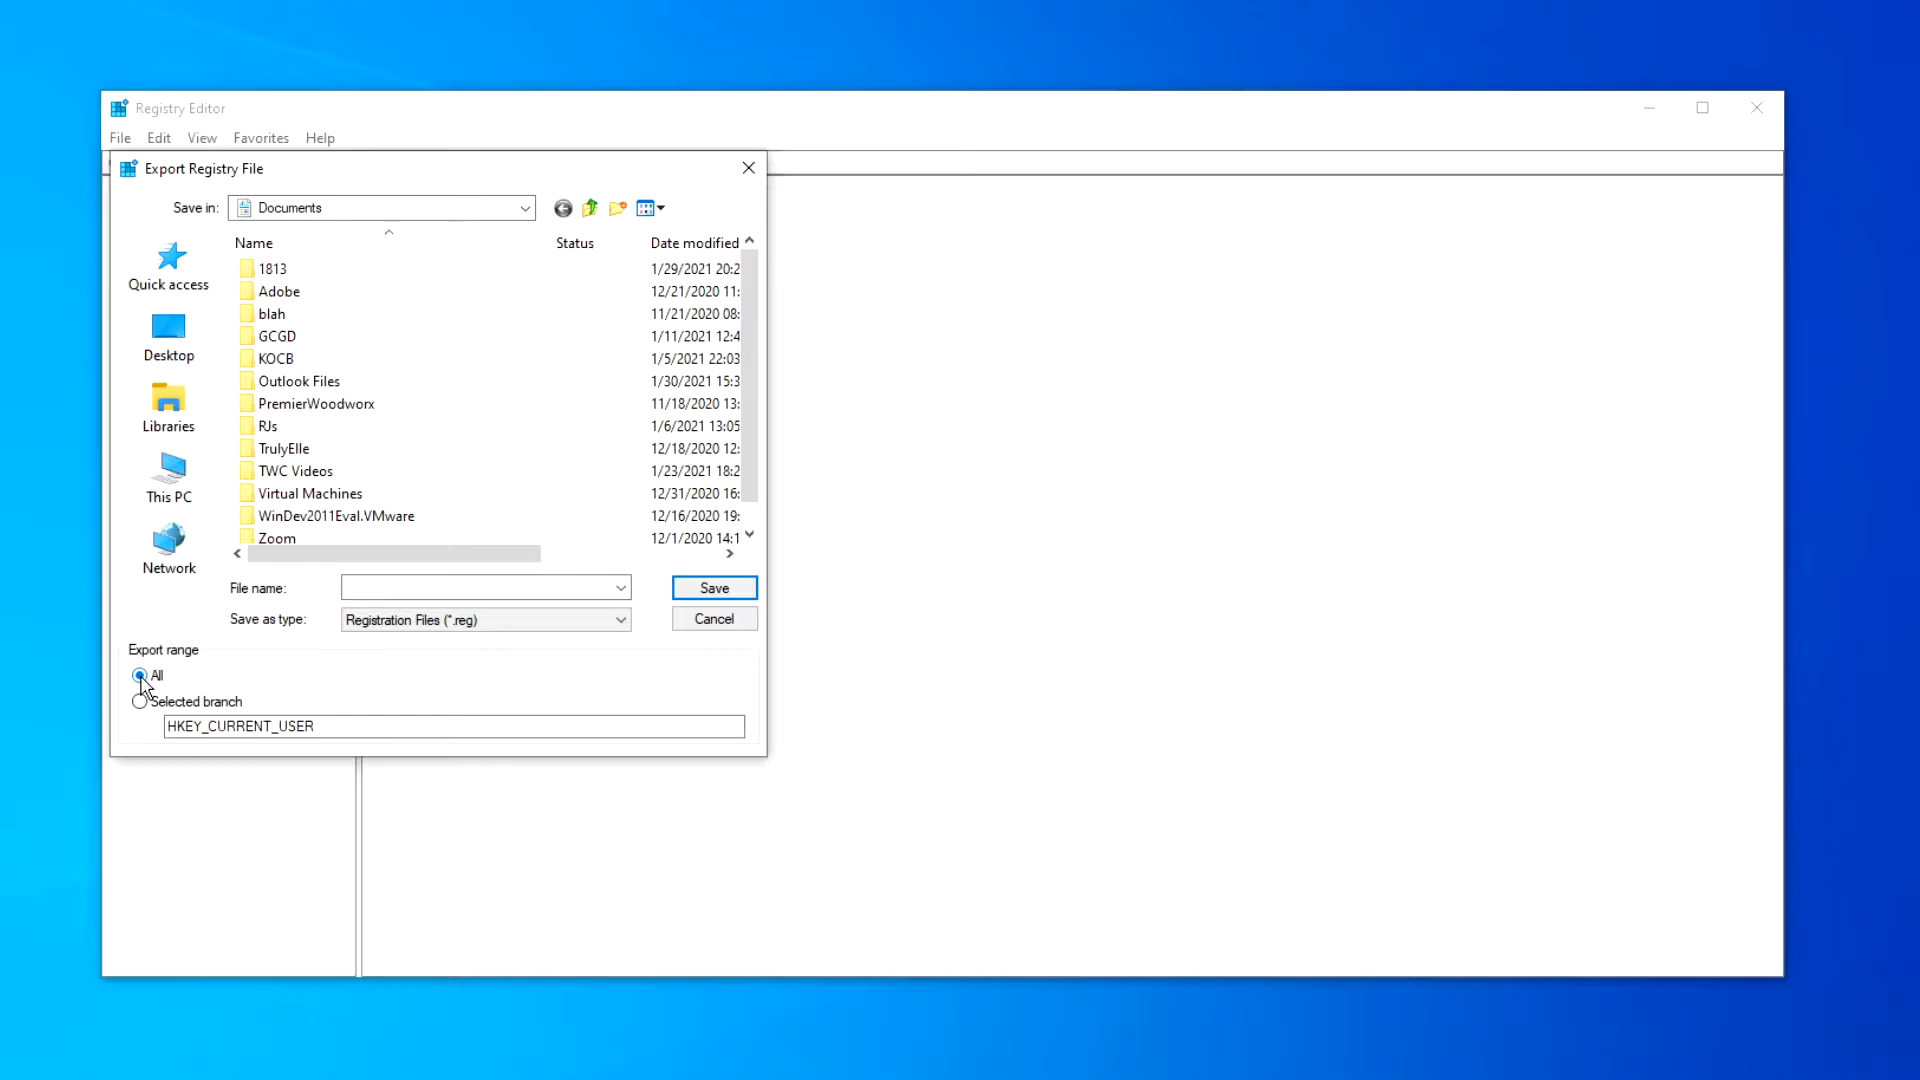 Registry Editor
File Edit View Favorites Help
Export Registry File
Save in: Documents
Name Status Date modified
Quick access
Desktop
Libraries
This PC
Network
1813 1/29/2021 20:2
Adobe 12/21/2020 11:
blah 11/21/2020 08:
GCGD 1/11/2021 12:4
KOCB 1/5/2021 22:03
Outlook Files 1/30/2021 15:3
PremierWoodworx 11/18/2020 13:
RJs 1/6/2021 13:05
TrulyElle 12/18/2020 12:
TWC Videos 1/23/2021 18:2
Virtual Machines 12/31/2020 16:
WinDev2011Eval.VMware 12/16/2020 19:
Zoom 12/1/2020 14:1
File name: Save
Save as type: Registration Files (*.reg) Cancel
Export range
All
Selected branch
HKEY_CURRENT_USER